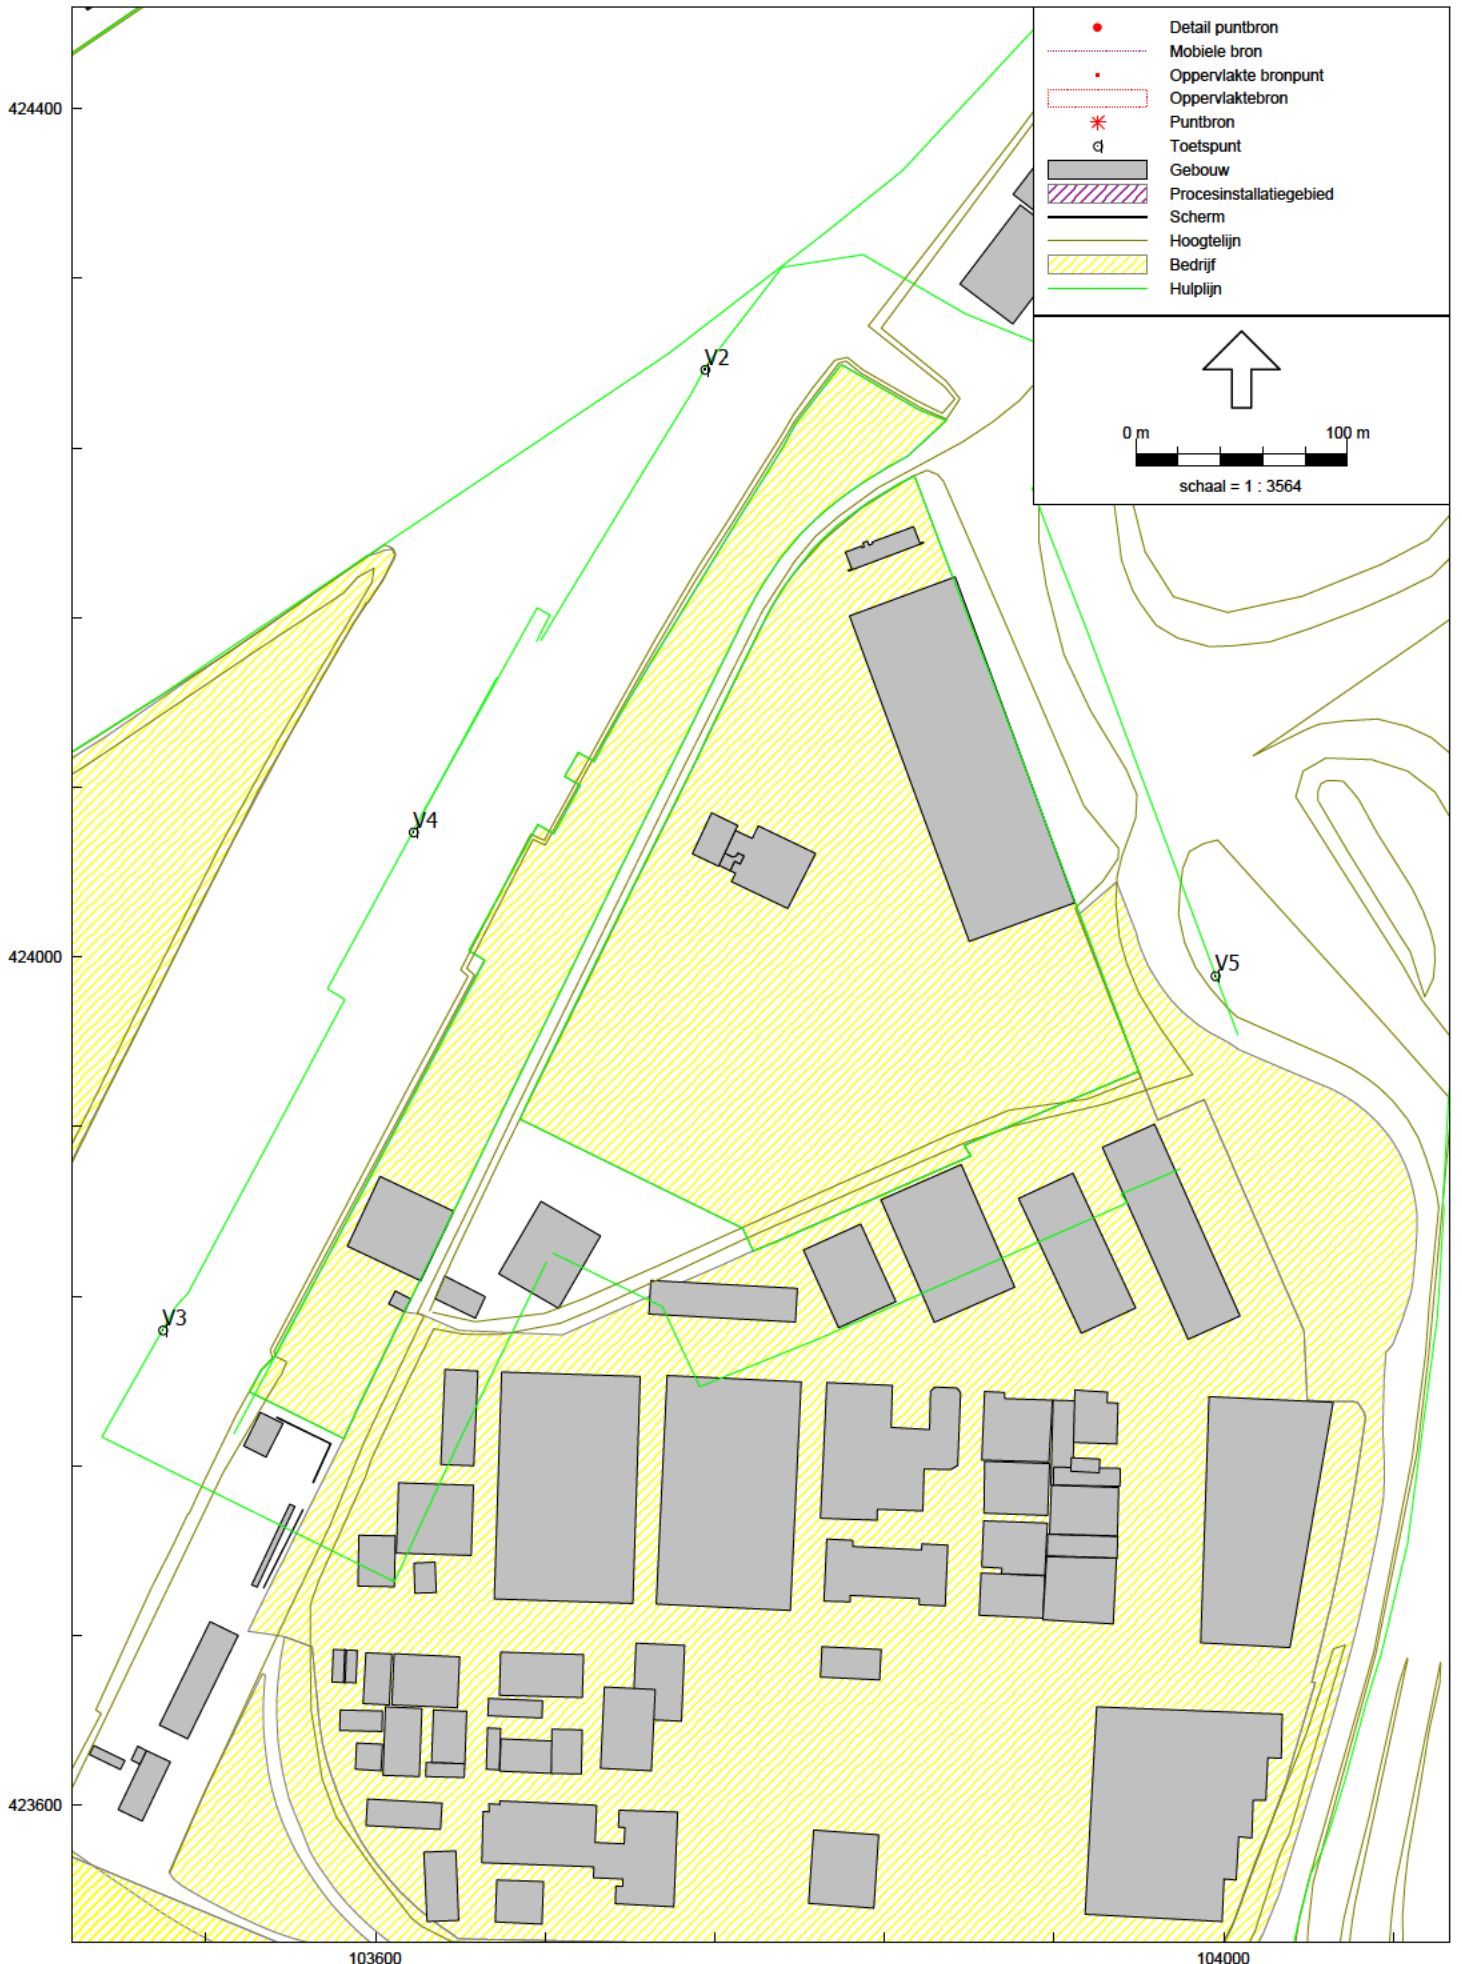 Detail puntbron
Mobiele bron
Oppervlakte bronpunt
Oppervlaktebron
Puntbron
Toetspunt
Gebouw
Procesinstallatiegebied
Scherm
Hoogtelijn
Bedrijf
Hulplijn
0 m 100 m
schaal = 1 : 3564
424400
V2
V4
424000
V5
V3
423600
103600 104000